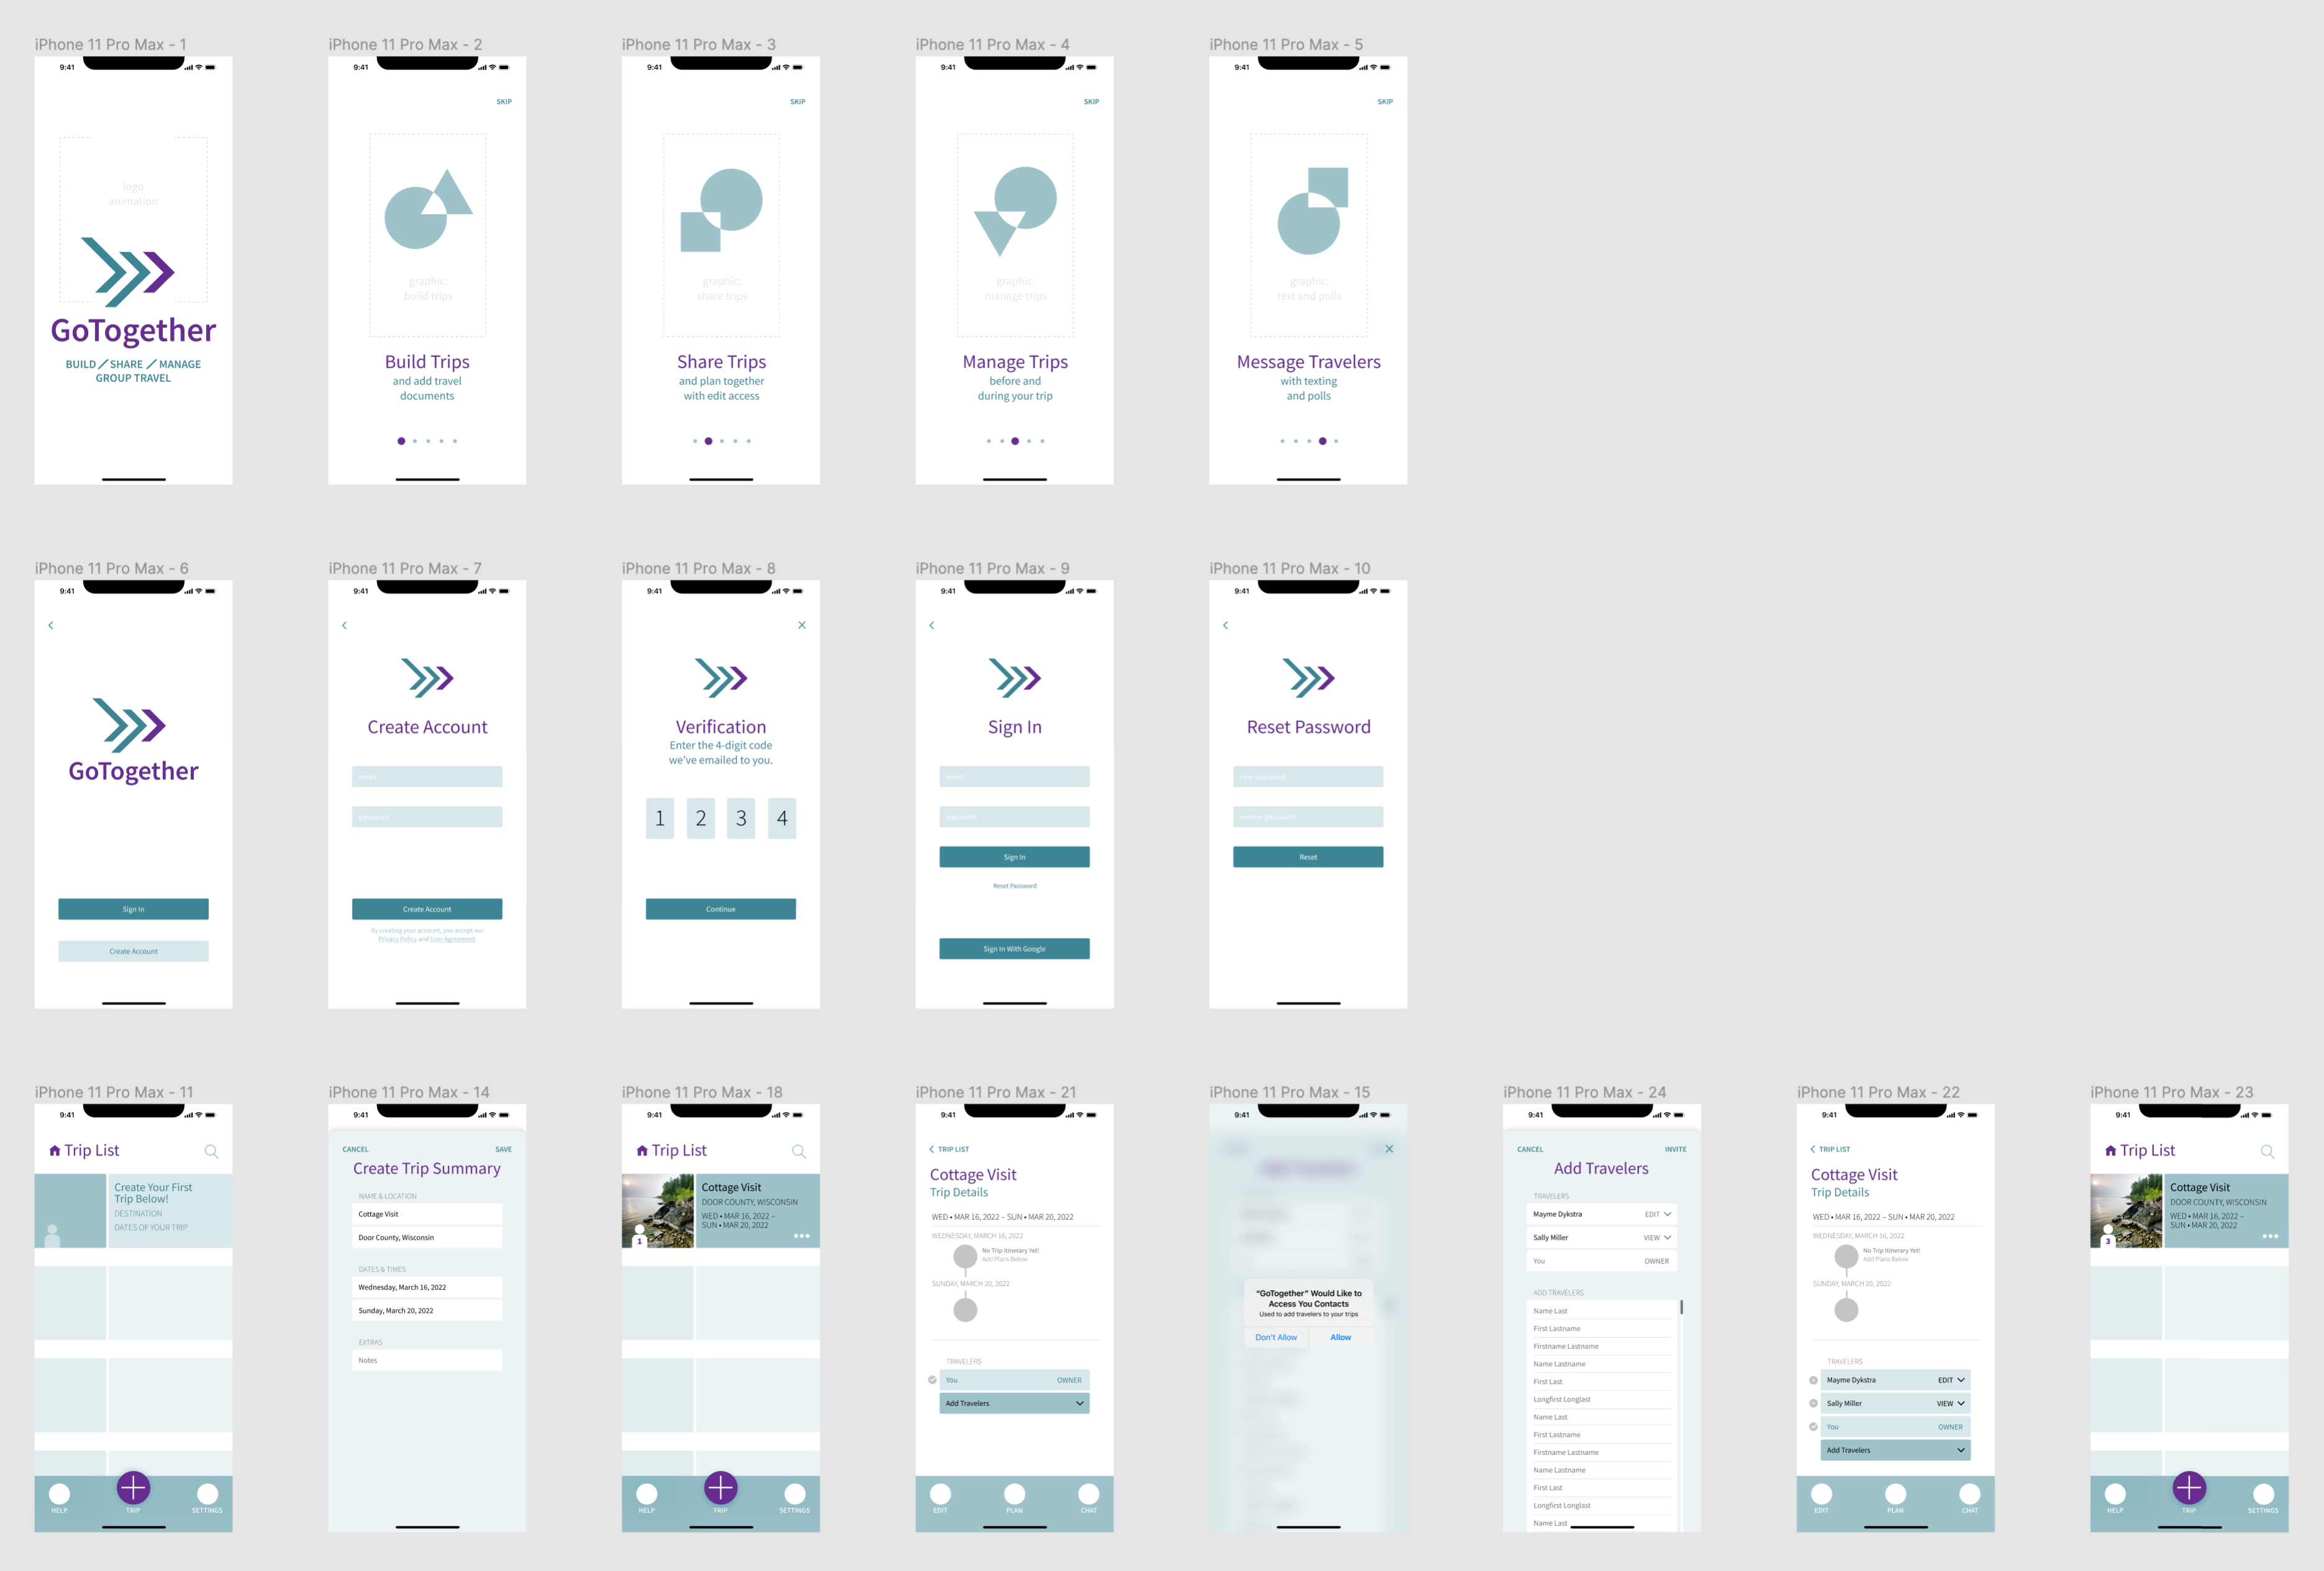 iPhone 11 Pro Max - 1
9:41
logo
animation
GoTogether
BUILD / SHARE / MANAGE
GROUP TRAVEL
iPhone 11 Pro Max - 2
9:41
SKIP
graphic:
build trips
Build Trips
and add travel
documents
iPhone 11 Pro Max - 3
9:41
SKIP
graphic:
share trips
Share Trips
and plan together
with edit access
iPhone 11 Pro Max - 4
9:41
SKIP
graphic:
manage trips
Manage Trips
before and
during your trip
iPhone 11 Pro Max - 5
9:41
SKIP
graphic:
text and polls
Message Travelers
with texting
and polls
iPhone 11 Pro Max - 6
9:41
GoTogether
Sign In
Create Account
iPhone 11 Pro Max - 7
9:41
Create Account
email
password
Create Account
By creating your account, you accept our
Privacy Policy and User Agreement.
iPhone 11 Pro Max - 8
9:41
Verification
Enter the 4-digit code
we've emailed to you.
1 2 3 4
Continue
iPhone 11 Pro Max - 9
9:41
Sign In
email
password
Sign In
Reset Password
Sign In With Google
iPhone 11 Pro Max - 10
9:41
Reset Password
new password
reenter password
Reset
iPhone 11 Pro Max - 11
9:41
Trip List
Create Your First
Trip Below!
DESTINATION
DATES OF YOUR TRIP
HELP TRIP SETTINGS
iPhone 11 Pro Max - 14
9:41
CANCEL SAVE
Create Trip Summary
NAME & LOCATION
Cottage Visit
Door County, Wisconsin
DATES & TIMES
Wednesday, March 16, 2022
Sunday, March 20, 2022
EXTRAS
Notes
iPhone 11 Pro Max - 18
9:41
Trip List
1
Cottage Visit
DOOR COUNTY, WISCONSIN
WED • MAR 16, 2022 –
SUN • MAR 20, 2022
HELP TRIP SETTINGS
iPhone 11 Pro Max - 21
9:41
TRIP LIST
Cottage Visit
Trip Details
WED • MAR 16, 2022 – SUN • MAR 20, 2022
WEDNESDAY, MARCH 16, 2022
No Trip Itinerary Yet!
Add Plans Below
SUNDAY, MARCH 20, 2022
TRAVELERS
You OWNER
Add Travelers
EDIT PLAN CHAT
iPhone 11 Pro Max - 15
9:41
"GoTogether" Would Like to
Access You Contacts
Used to add travelers to your trips
Don't Allow Allow
iPhone 11 Pro Max - 24
9:41
CANCEL INVITE
Add Travelers
TRAVELERS
Mayme Dykstra EDIT
Sally Miller VIEW
You OWNER
ADD TRAVELERS
Name Last
First Lastname
Firstname Lastname
Name Lastname
First Last
Longfirst Longlast
Name Last
First Lastname
Firstname Lastname
Name Lastname
First Last
Longfirst Longlast
Name Last
iPhone 11 Pro Max - 22
9:41
TRIP LIST
Cottage Visit
Trip Details
WED • MAR 16, 2022 – SUN • MAR 20, 2022
WEDNESDAY, MARCH 16, 2022
No Trip Itinerary Yet!
Add Plans Below
SUNDAY, MARCH 20, 2022
TRAVELERS
Mayme Dykstra EDIT
Sally Miller VIEW
You OWNER
Add Travelers
EDIT PLAN CHAT
iPhone 11 Pro Max - 23
9:41
Trip List
3
Cottage Visit
DOOR COUNTY, WISCONSIN
WED • MAR 16, 2022 –
SUN • MAR 20, 2022
HELP TRIP SETTINGS